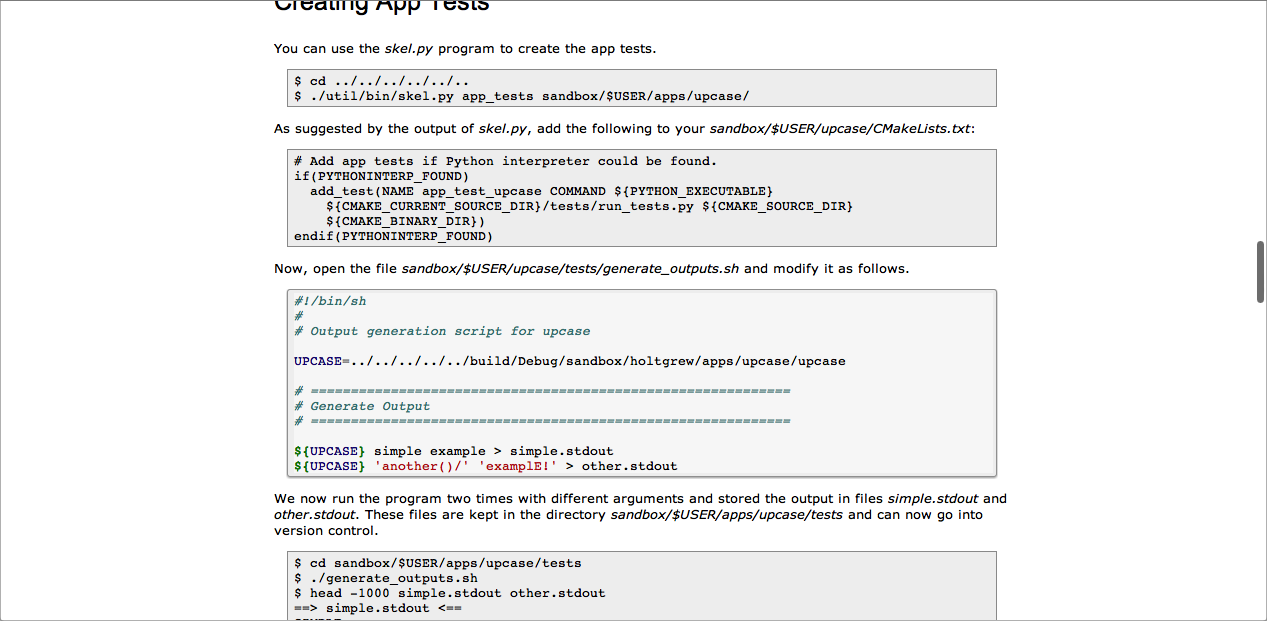 Creating App Tests
You can use the skel.py program to create the app tests.
$ cd ../../../../../..
$ ./util/bin/skel.py app_tests sandbox/$USER/apps/upcase/
As suggested by the output of skel.py, add the following to your sandbox/$USER/upcase/CMakeLists.txt:
# Add app tests if Python interpreter could be found.
if(PYTHONINTERP_FOUND)
  add_test(NAME app_test_upcase COMMAND ${PYTHON_EXECUTABLE}
    ${CMAKE_CURRENT_SOURCE_DIR}/tests/run_tests.py ${CMAKE_SOURCE_DIR}
    ${CMAKE_BINARY_DIR})
endif(PYTHONINTERP_FOUND)
Now, open the file sandbox/$USER/upcase/tests/generate_outputs.sh and modify it as follows.
#!/bin/sh
#
# Output generation script for upcase
UPCASE=../../../../../build/Debug/sandbox/holtgrew/apps/upcase/upcase
# ============================================================
# Generate Output
# ============================================================
${UPCASE} simple example > simple.stdout
${UPCASE} 'another()/' 'examplE!' > other.stdout
We now run the program two times with different arguments and stored the output in files simple.stdout and
other.stdout. These files are kept in the directory sandbox/$USER/apps/upcase/tests and can now go into
version control.
$ cd sandbox/$USER/apps/upcase/tests
$ ./generate_outputs.sh
$ head -1000 simple.stdout other.stdout
==> simple.stdout <==